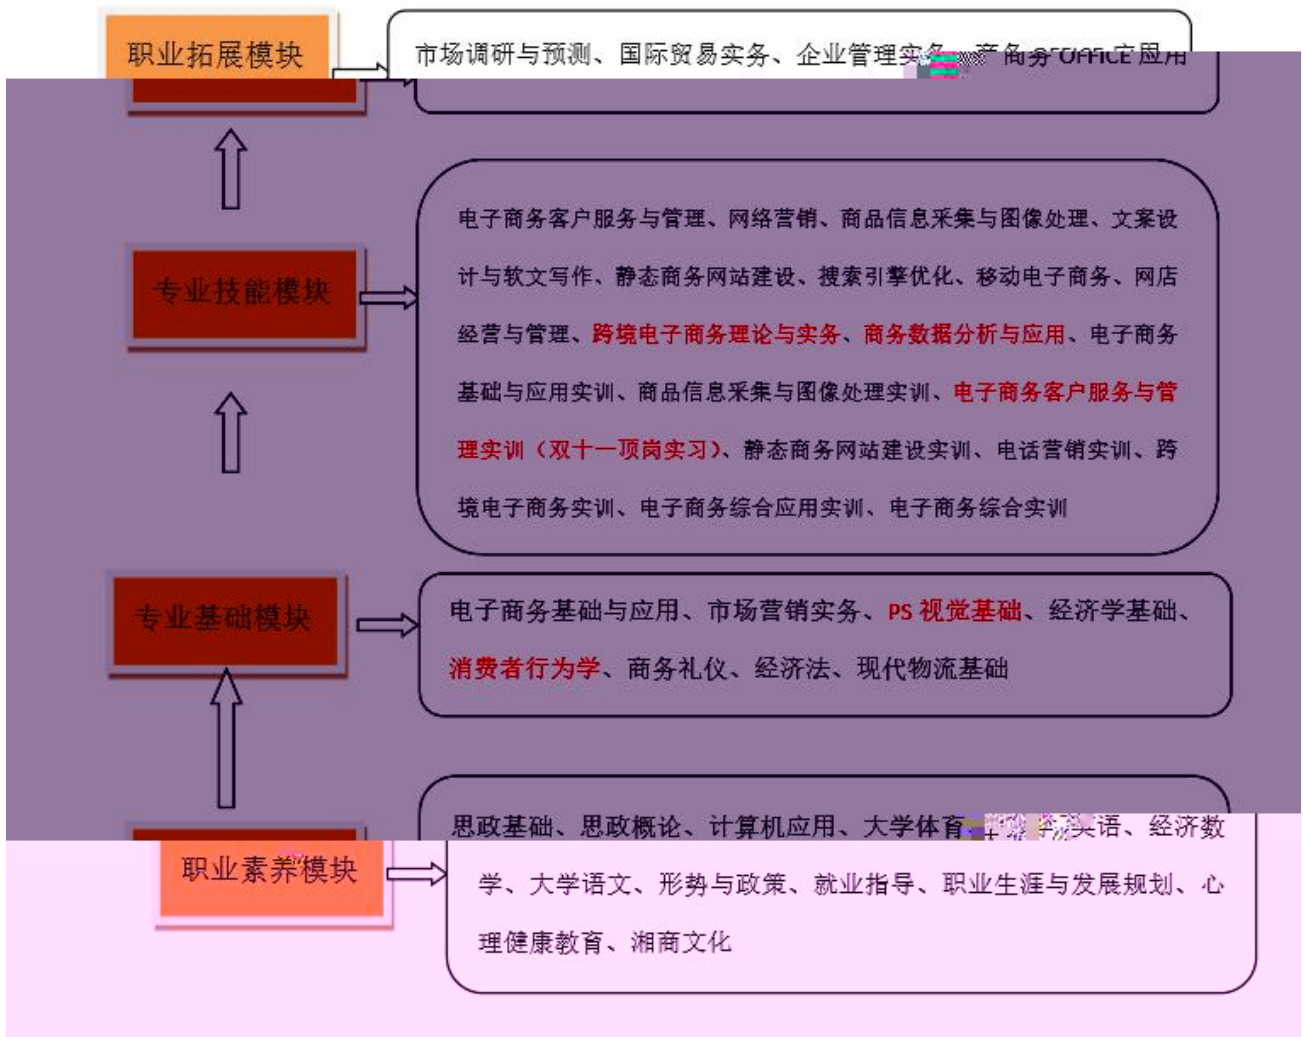 职业拓展模块
市场调研与预测、国际贸易实务、企业管理实务、商务 OFFICE 应用
专业技能模块
电子商务客户服务与管理、网络营销、商品信息采集与图像处理、文案设
计与软文写作、静态商务网站建设、搜索引擎优化、移动电子商务、网店
经营与管理、跨境电子商务理论与实务、商务数据分析与应用、电子商务
基础与应用实训、商品信息采集与图像处理实训、电子商务客户服务与管
理实训（双十一顶岗实习）、静态商务网站建设实训、电话营销实训、跨
境电子商务实训、电子商务综合应用实训、电子商务综合实训
专业基础模块
电子商务基础与应用、市场营销实务、PS 视觉基础、经济学基础、
消费者行为学、商务礼仪、经济法、现代物流基础
职业素养模块
思政基础、思政概论、计算机应用、大学体育、英语、经济数
学、大学语文、形势与政策、就业指导、职业生涯与发展规划、心
理健康教育、湘商文化